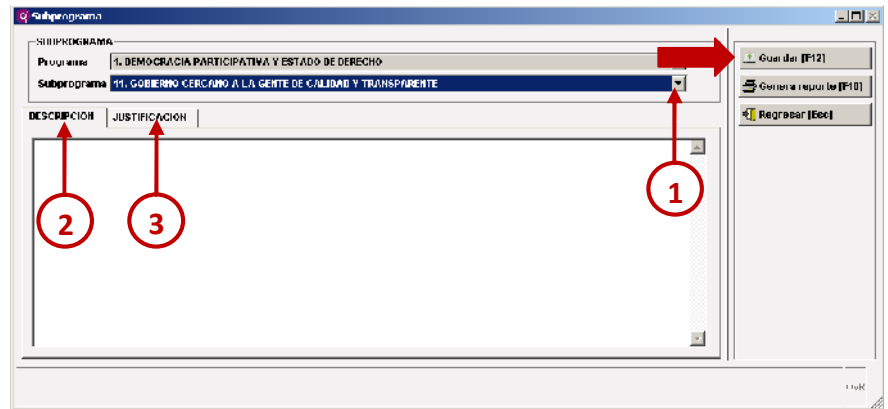 Subprograma
SUBPROGRAMA
Programa 1. DEMOCRACIA PARTICIPATIVA Y ESTADO DE DERECHO
Subprograma 11. GOBIERNO CERCANO A LA GENTE DE CALIDAD Y TRANSPARENTE
Guardar [F12]
Genera reporte [F10]
Regresar [Esc]
DESCRIPCION JUSTIFICACION
1
2 3